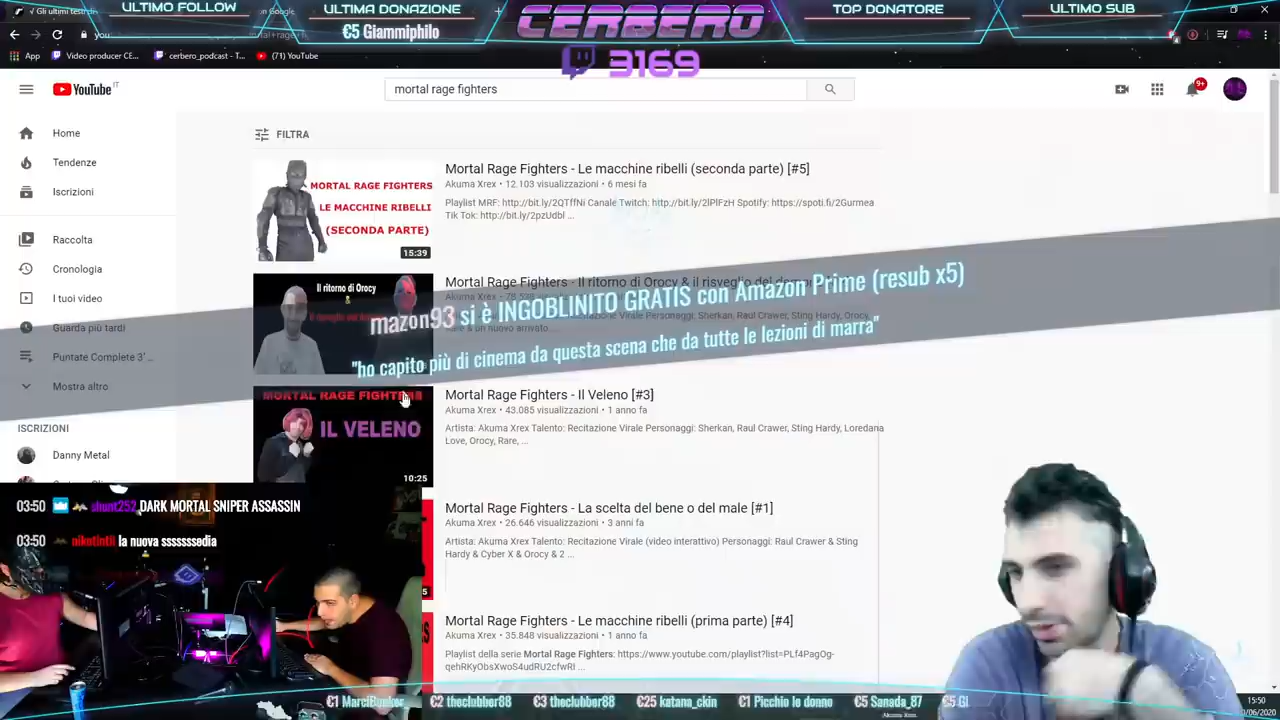 ULTIMO FOLLOW
ULTIMA DONAZIONE
€5 Giammiphilo
CERBERO
3169
TOP DONATORE
ULTIMO SUB
App
Video producer CE...
cerbero_podcast - T...
(71) YouTube
YouTube IT
mortal rage fighters
9+
Home
Tendenze
Iscrizioni
Raccolta
Cronologia
I tuoi video
Guarda più tardi
Puntate Complete 3' ...
Mostra altro
ISCRIZIONI
Danny Metal
FILTRA
MORTAL RAGE FIGHTERS
LE MACCHINE RIBELLI
(SECONDA PARTE)
15:39
Mortal Rage Fighters - Le macchine ribelli (seconda parte) [#5]
Akuma Xrex • 12.103 visualizzazioni • 6 mesi fa
Playlist MRF: http://bit.ly/2QTffNi Canale Twitch: http://bit.ly/2lPlFzH Spotify: https://spoti.fi/2Gurmea
Tik Tok: http://bit.ly/2pzUdbl ...
Il ritorno di Orocy
&
Mortal Rage Fighters - Il ritorno di Orocy & il risveglio del
mazon93 si è INGOBLINITO GRATIS con Amazon Prime (resub x5)
"ho capito più di cinema da questa scena che da tutte le lezioni di marra"
MORTAL RAGE FIGHTERS
IL VELENO
10:25
Mortal Rage Fighters - Il Veleno [#3]
Akuma Xrex • 43.085 visualizzazioni • 1 anno fa
Artista: Akuma Xrex Talento: Recitazione Virale Personaggi: Sherkan, Raul Crawer, Sting Hardy, Loredana
Love, Orocy, Rare, ...
Mortal Rage Fighters - La scelta del bene o del male [#1]
Akuma Xrex • 26.646 visualizzazioni • 3 anni fa
Artista: Akuma Xrex Talento: Recitazione Virale (video interattivo) Personaggi: Raul Crawer & Sting
Hardy & Cyber X & Orocy & 2 ...
Mortal Rage Fighters - Le macchine ribelli (prima parte) [#4]
Akuma Xrex • 35.848 visualizzazioni • 1 anno fa
Playlist della serie Mortal Rage Fighters: https://www.youtube.com/playlist?list=PLf4PagOg-
qehRKyObsXwoS4udRU2cfwRI ...
03:50 shunt252 DARK MORTAL SNIPER ASSASSIN
03:50 nikotintii la nuova sssssssedia
€1 MarciBunker
€2 theclubber88
€3 theclubber88
€25 katana_ckin
€1 Picchio lo donno
€5 Sanada_87
€5 Gi
Akuma Xrex
15:50
/06/2020